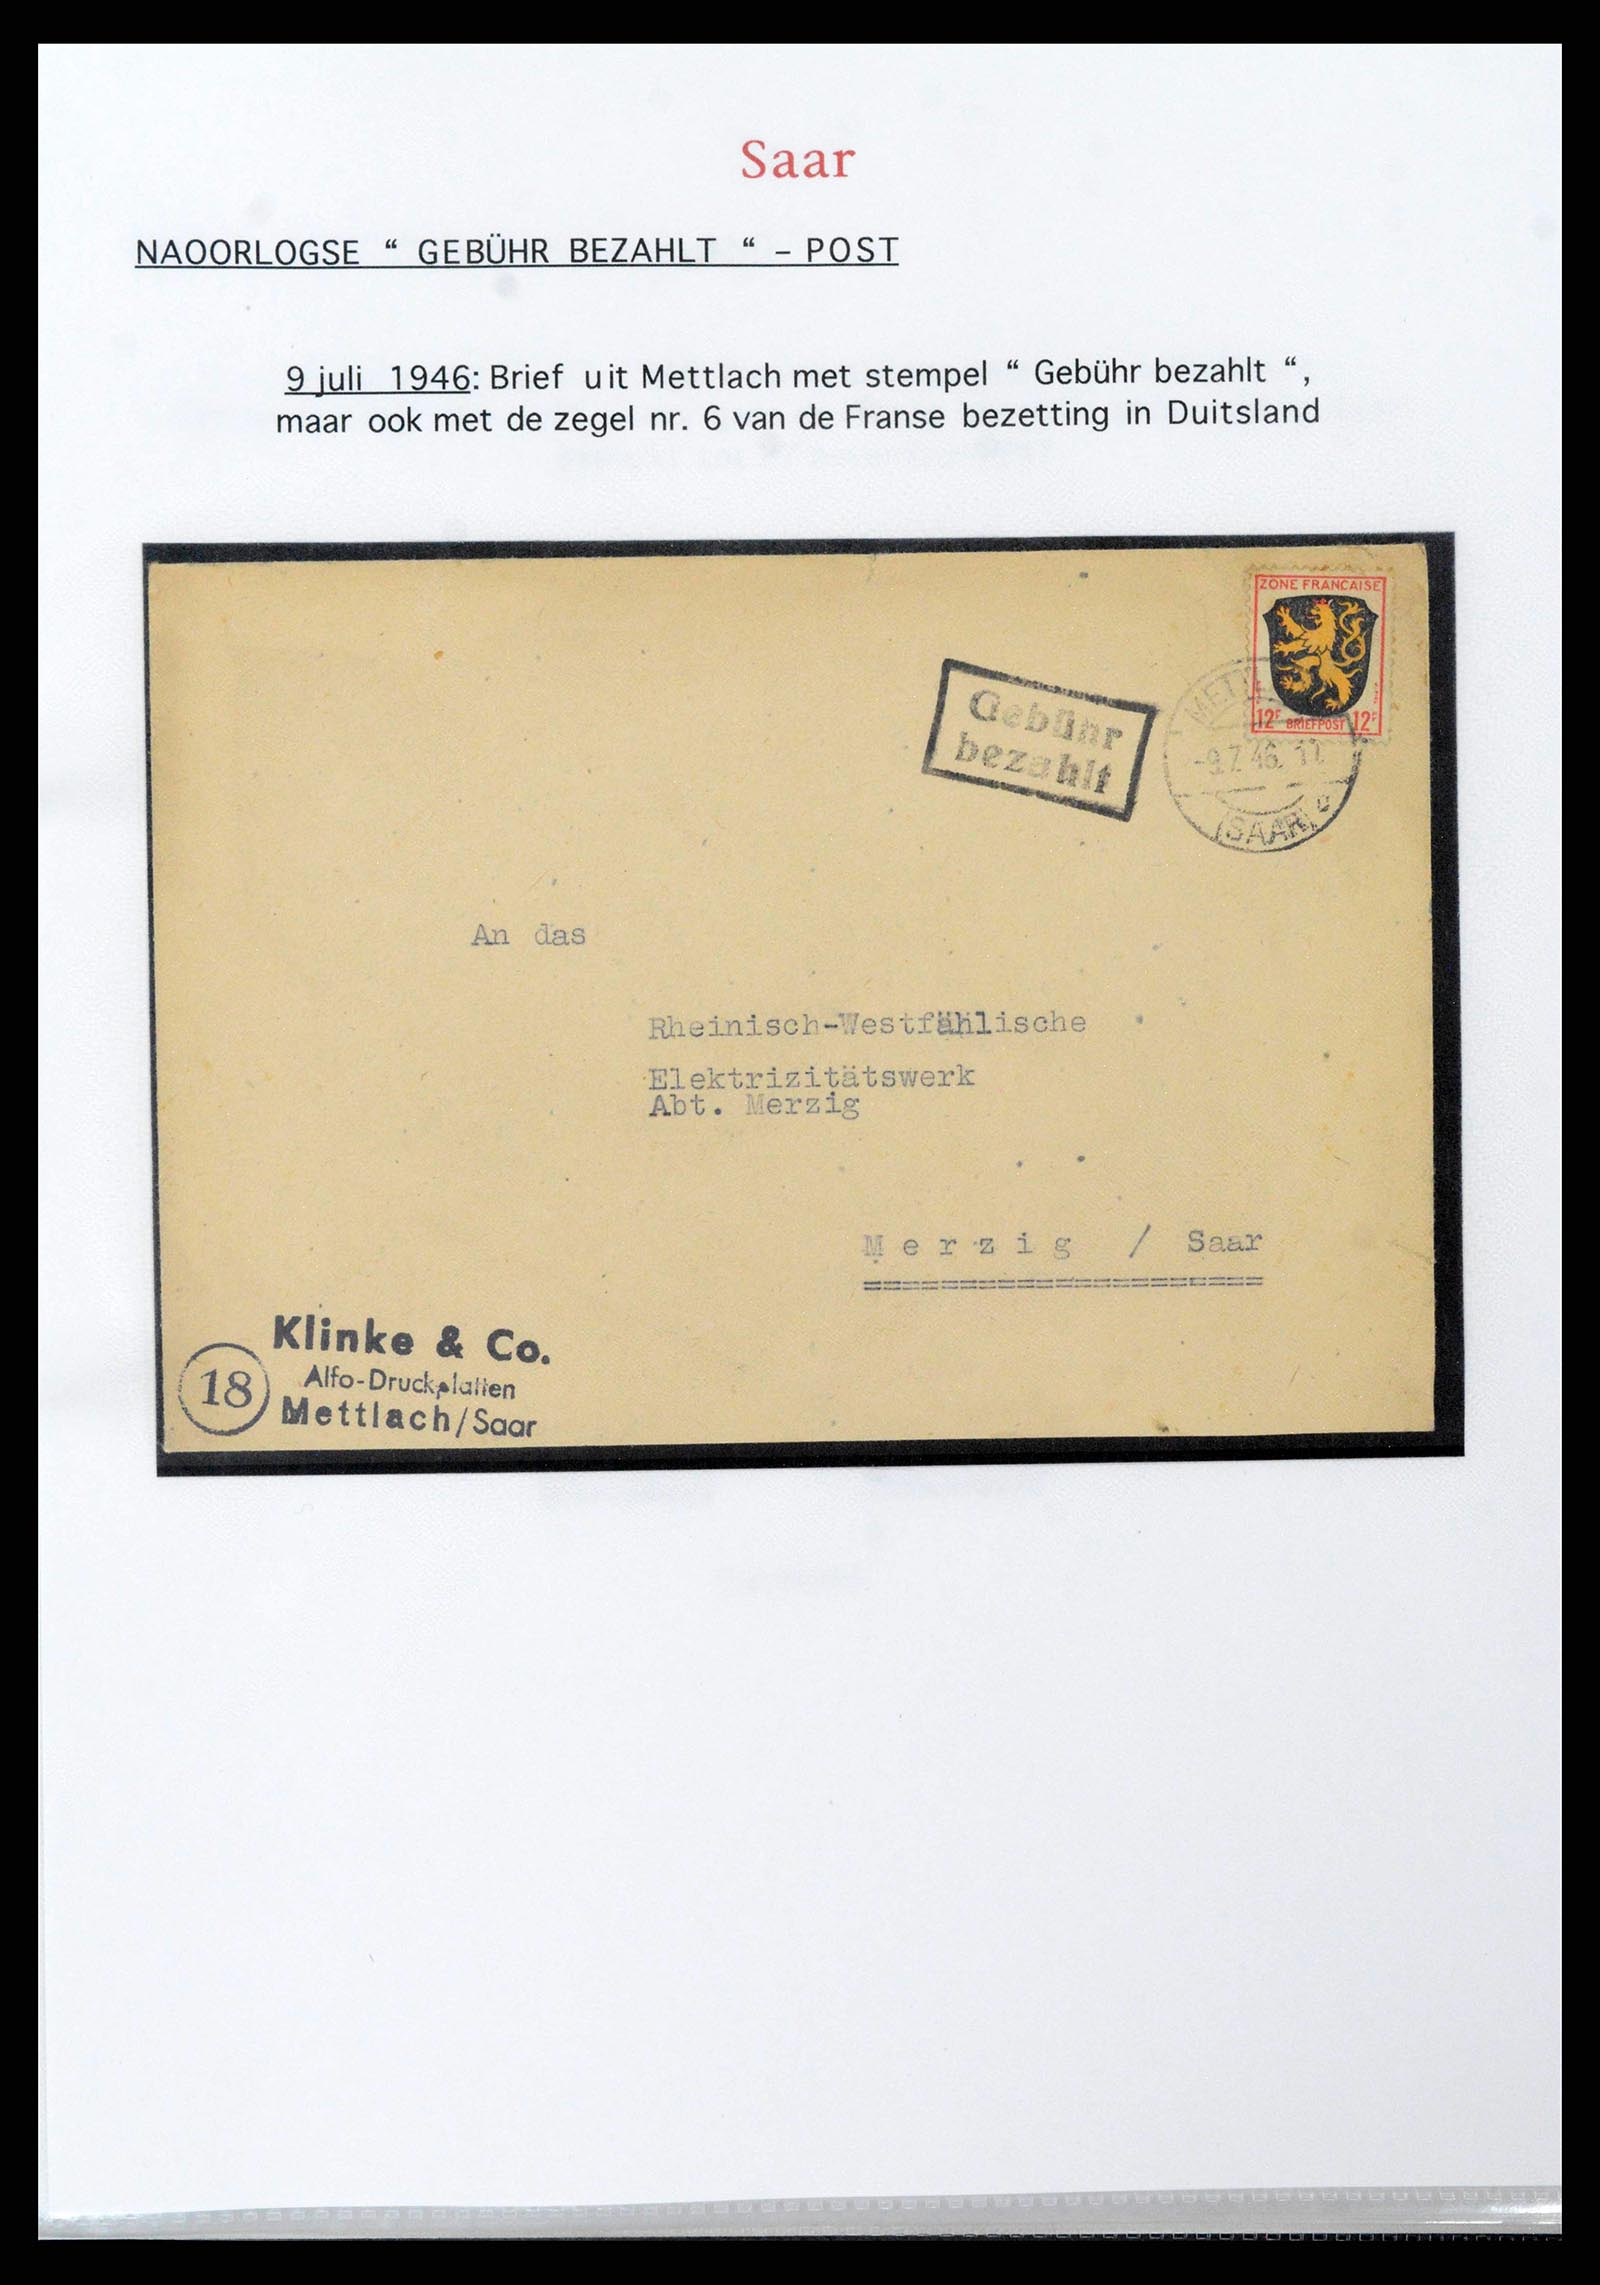 Saar
NAOORLOGSE “ GEBÜHR BEZAHLT “ – POST
9 juli 1946: Brief uit Mettlach met stempel “ Gebühr bezahlt “,
maar ook met de zegel nr. 6 van de Franse bezetting in Duitsland
ZONE FRANCAISE
12F BRIEFPOST 12F
Gebühr
bezahlt
-9.7.46. 17
(SAAR)
An das
Rheinisch-Westfählische
Elektrizitätswerk
Abt. Merzig
Merzig / Saar
Klinke & Co.
18
Alfo-Druckplatten
Mettlach/Saar